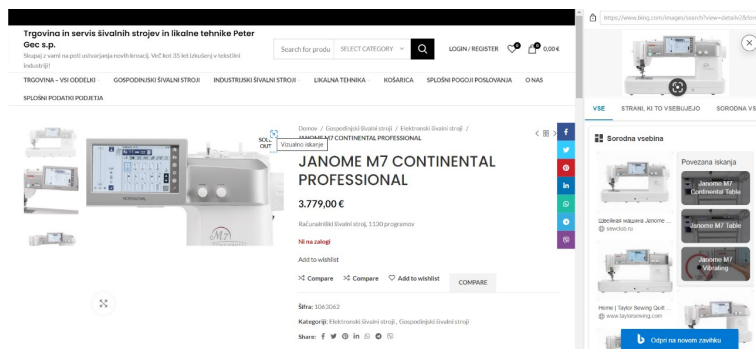 Trgovina in servis šivalnih strojev in likalne tehnike Peter
Gec s.p.
Skupaj z vami na poti ustvarjanja novih kreacij. Več kot 35 let izkušenj v tekstilni
industriji!
Search for produ
SELECT CATEGORY
LOGIN / REGISTER
0
0
0,00 €
TRGOVINA – VSI ODDELKI
GOSPODINJSKI ŠIVALNI STROJI
INDUSTRIJSKI ŠIVALNI STROJI
LIKALNA TEHNIKA
KOŠARICA
SPLOŠNI POGOJI POSLOVANJA
O NAS
SPLOŠNI PODATKI PODJETJA
Domov / Gospodinjski šivalni stroji / Elektronski šivalni stroji /
JANOME M7 CONTINENTAL PROFESSIONAL
SOLD
OUT
Vizualno iskanje
JANOME M7 CONTINENTAL
PROFESSIONAL
3.779,00 €
Računalniški šivalni stroj, 1130 programov
Ni na zalogi
Add to wishlist
Compare
Compare
Add to wishlist
COMPARE
Šifra: 1063062
Kategoriji: Elektronski šivalni stroji, Gospodinjski šivalni stroji
Share:
M7
https://www.bing.com/images/search?view=detailv2&for
VSE
STRANI, KI TO VSEBUJEJO
SORODNA VS
Sorodna vsebina
Povezana iskanja
Janome M7
Continental Table
Janome M7 Table
Janome M7
Vibrating
Швейная машина Janome ...
sewclub.ru
Home | Taylor Sewing Quilt ...
www.taylorsewing.com
Odpri na novem zavihku